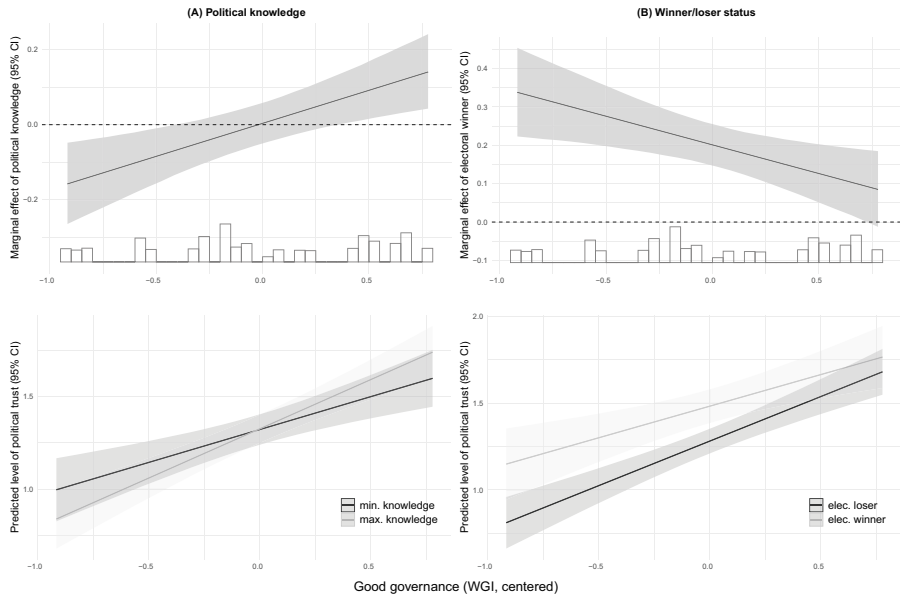 (A) Political knowledge
(B) Winner/loser status
Marginal effect of political knowledge (95% CI)
0.2
0.0
−0.2
−1.0 −0.5 0.0 0.5
Marginal effect of electoral winner (95% CI)
0.4
0.3
0.2
0.1
0.0
−0.1
−1.0 −0.5 0.0 0.5
Predicted level of political trust (95% CI)
1.5
1.0
min. knowledge
max. knowledge
−1.0 −0.5 0.0 0.5
Predicted level of political trust (95% CI)
2.0
1.5
1.0
elec. loser
elec. winner
−1.0 −0.5 0.0 0.5
Good governance (WGI, centered)